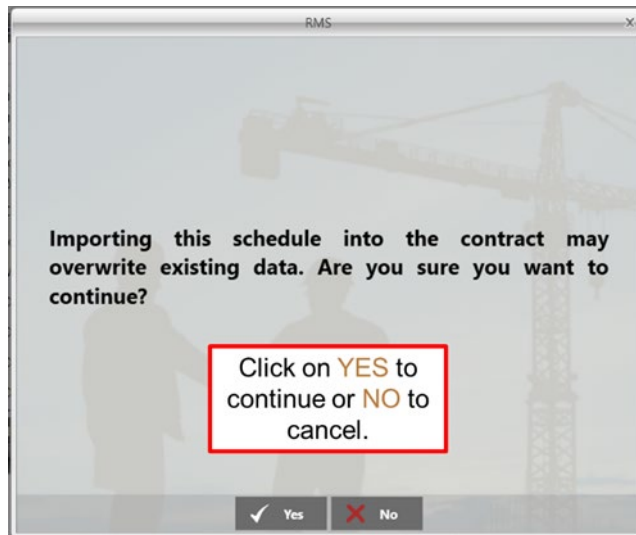 RMS
Importing this schedule into the contract may
overwrite existing data. Are you sure you want to
continue?
Click on YES to
continue or NO to
cancel.
Yes
No